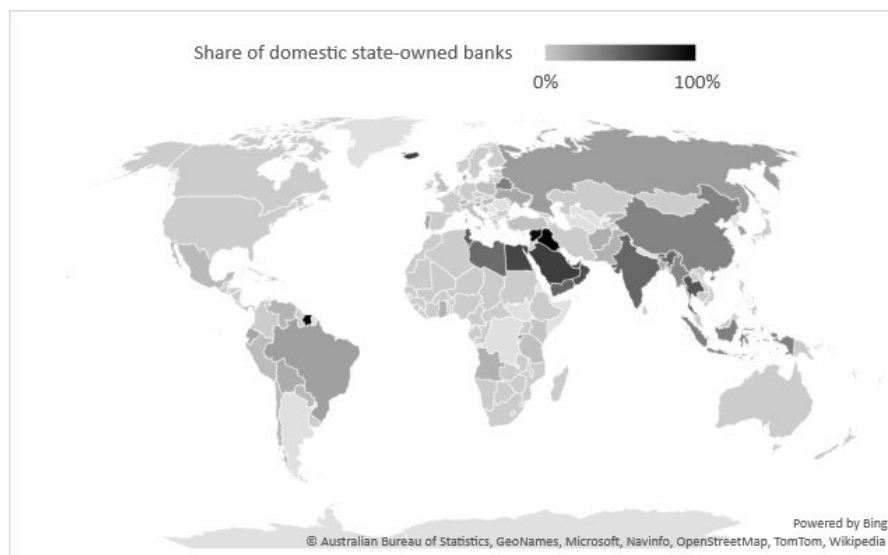 Share of domestic state-owned banks
0% 100%
Powered by Bing
© Australian Bureau of Statistics, GeoNames, Microsoft, Navinfo, OpenStreetMap, TomTom, Wikipedia